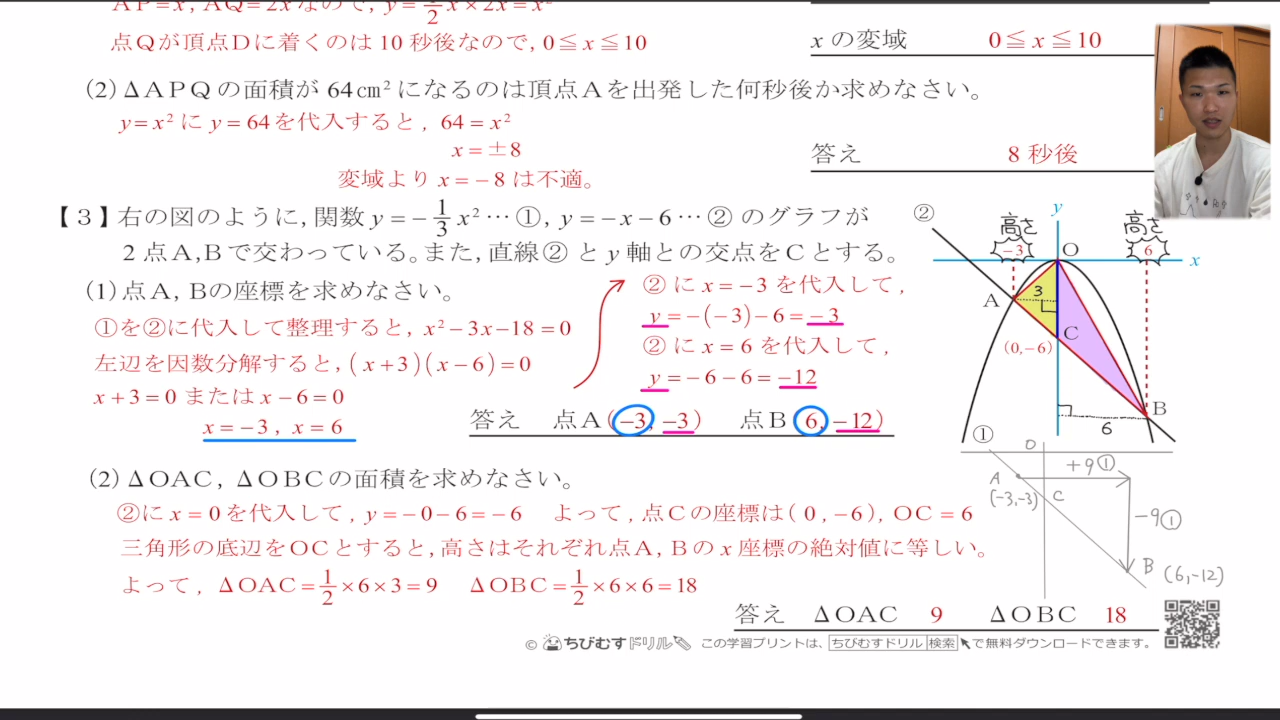 AP=x, AQ=2xなので, y=1/2x×2x=x²
点Qが頂点Dに着くのは10秒後なので, 0≦x≦10
xの変域 0≦x≦10
(2) ΔAPQの面積が64cm²になるのは頂点Aを出発した何秒後か求めなさい。
y=x²にy=64を代入すると, 64=x²
x=±8
変域よりx=−8は不適。
答え 8秒後
【3】右の図のように, 関数y=−1/3x²…①, y=−x−6…②のグラフが
2点A,Bで交わっている。また, 直線②とy軸との交点をCとする。
(1) 点A, Bの座標を求めなさい。
①を②に代入して整理すると, x²−3x−18=0
左辺を因数分解すると, (x+3)(x−6)=0
x+3=0 または x−6=0
x=−3, x=6
②にx=−3を代入して,
y=−(−3)−6=−3
②にx=6を代入して,
y=−6−6=−12
答え 点A(−3, −3) 点B(6, −12)
(2) ΔOAC, ΔOBCの面積を求めなさい。
②にx=0を代入して, y=−0−6=−6 よって, 点Cの座標は(0, −6), OC=6
三角形の底辺をOCとすると, 高さはそれぞれ点A, Bのx座標の絶対値に等しい。
よって, ΔOAC=1/2×6×3=9 ΔOBC=1/2×6×6=18
答え ΔOAC 9 ΔOBC 18
②
高さ
−3
y
O
高さ
6
x
A
3
C
(0, −6)
B
6
①
O
+9①
A
(-3,-3)
C
−9①
B
(6,-12)
© ちびむすドリル この学習プリントは、ちびむすドリル 検索 で無料ダウンロードできます。